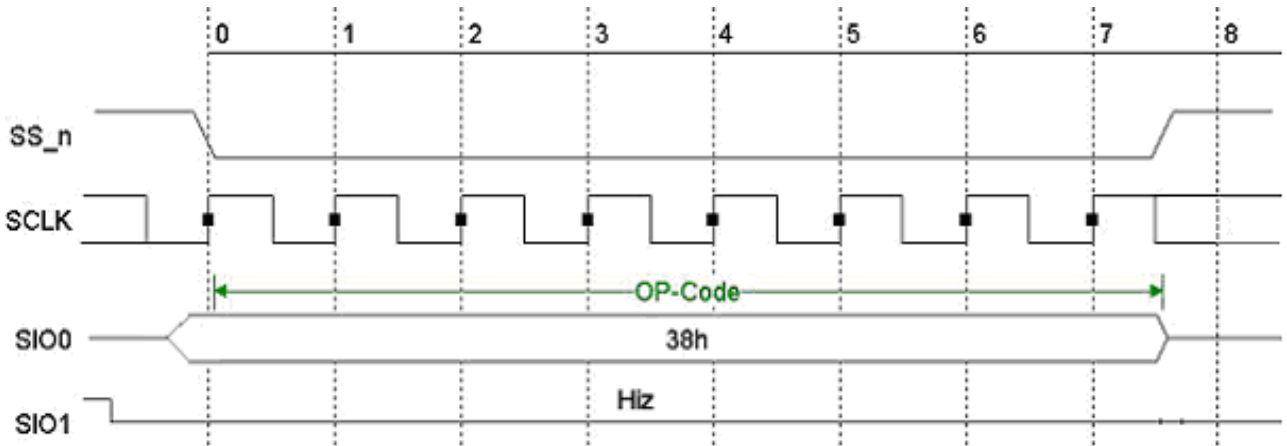 0 1 2 3 4 5 6 7 8
SS_n
SCLK
OP-Code
SIO0 38h
Hiz
SIO1